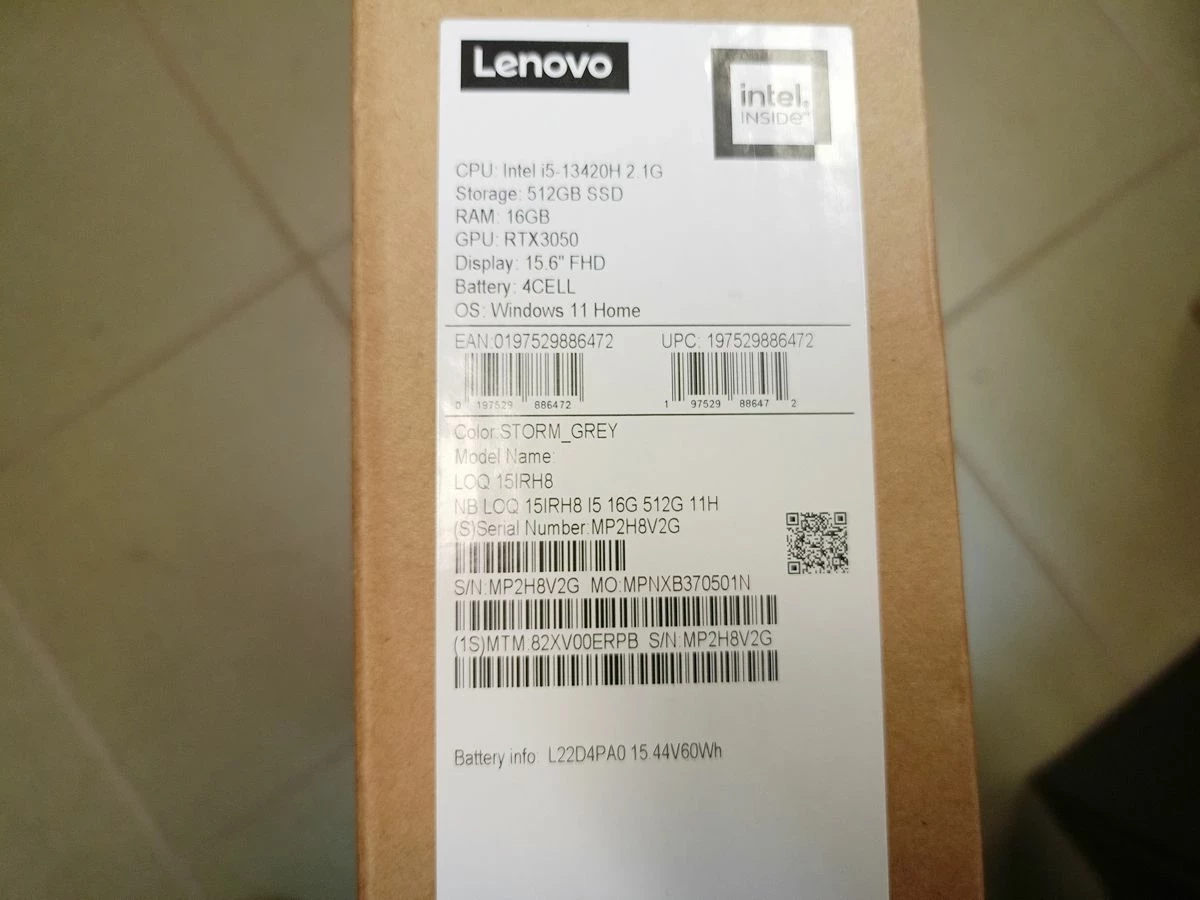 Lenovo
intel.
INSIDe™
CPU: Intel i5-13420H 2.1G
Storage: 512GB SSD
RAM: 16GB
GPU: RTX3050
Display: 15.6" FHD
Battery: 4CELL
OS: Windows 11 Home
EAN:0197529886472 UPC: 197529886472
0 197529 886472 1 97529 88647 2
Color:STORM_GREY
Model Name:
LOQ 15IRH8
NB LOQ 15IRH8 I5 16G 512G 11H
(S)Serial Number:MP2H8V2G
S/N:MP2H8V2G MO:MPNXB370501N
(1S)MTM:82XV00ERPB S/N:MP2H8V2G
Battery info: L22D4PA0 15.44V60Wh